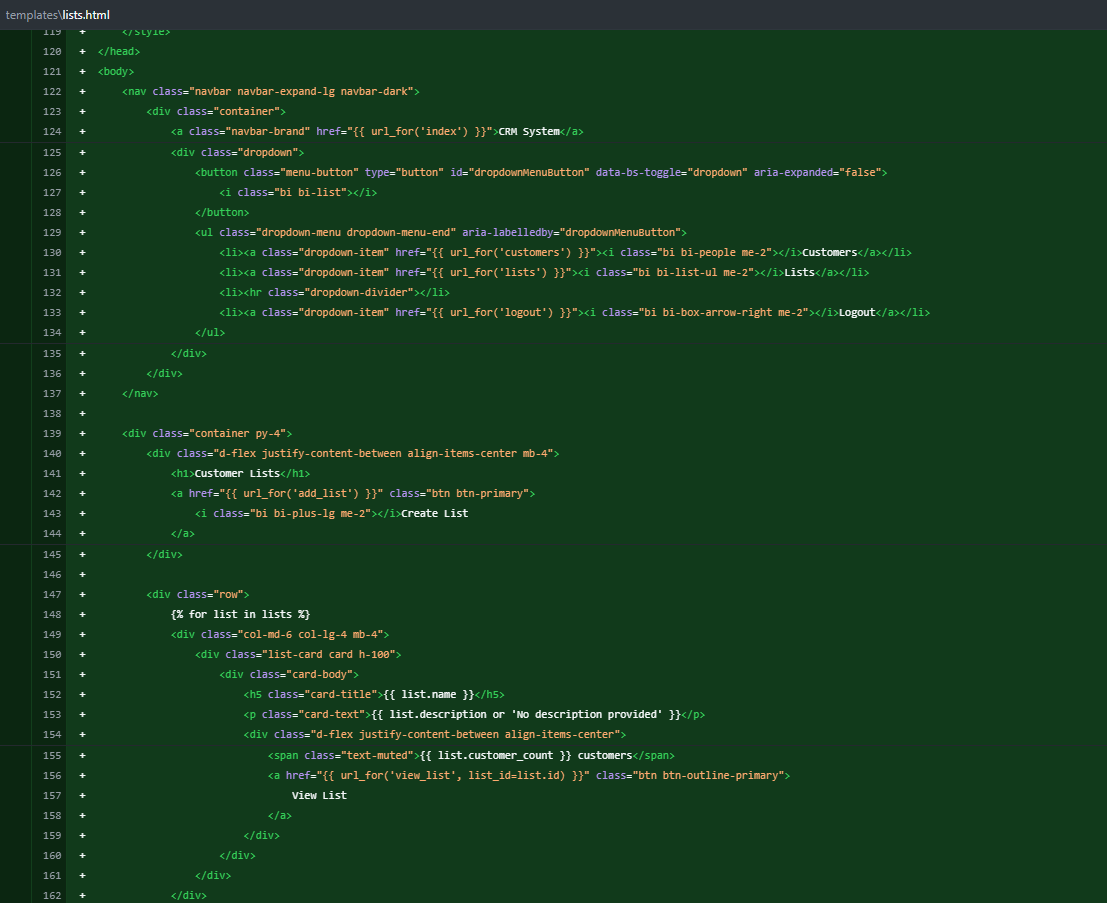 templates\lists.html
119 + </style>
120 + </head>
121 + <body>
122 + <nav class="navbar navbar-expand-lg navbar-dark">
123 + <div class="container">
124 + <a class="navbar-brand" href="{{ url_for('index') }}">CRM System</a>
125 + <div class="dropdown">
126 + <button class="menu-button" type="button" id="dropdownMenuButton" data-bs-toggle="dropdown" aria-expanded="false">
127 + <i class="bi bi-list"></i>
128 + </button>
129 + <ul class="dropdown-menu dropdown-menu-end" aria-labelledby="dropdownMenuButton">
130 + <li><a class="dropdown-item" href="{{ url_for('customers') }}"><i class="bi bi-people me-2"></i>Customers</a></li>
131 + <li><a class="dropdown-item" href="{{ url_for('lists') }}"><i class="bi bi-list-ul me-2"></i>Lists</a></li>
132 + <li><hr class="dropdown-divider"></li>
133 + <li><a class="dropdown-item" href="{{ url_for('logout') }}"><i class="bi bi-box-arrow-right me-2"></i>Logout</a></li>
134 + </ul>
135 + </div>
136 + </div>
137 + </nav>
138 +
139 + <div class="container py-4">
140 + <div class="d-flex justify-content-between align-items-center mb-4">
141 + <h1>Customer Lists</h1>
142 + <a href="{{ url_for('add_list') }}" class="btn btn-primary">
143 + <i class="bi bi-plus-lg me-2"></i>Create List
144 + </a>
145 + </div>
146 +
147 + <div class="row">
148 + {% for list in lists %}
149 + <div class="col-md-6 col-lg-4 mb-4">
150 + <div class="list-card card h-100">
151 + <div class="card-body">
152 + <h5 class="card-title">{{ list.name }}</h5>
153 + <p class="card-text">{{ list.description or 'No description provided' }}</p>
154 + <div class="d-flex justify-content-between align-items-center">
155 + <span class="text-muted">{{ list.customer_count }} customers</span>
156 + <a href="{{ url_for('view_list', list_id=list.id) }}" class="btn btn-outline-primary">
157 + View List
158 + </a>
159 + </div>
160 + </div>
161 + </div>
162 + </div>